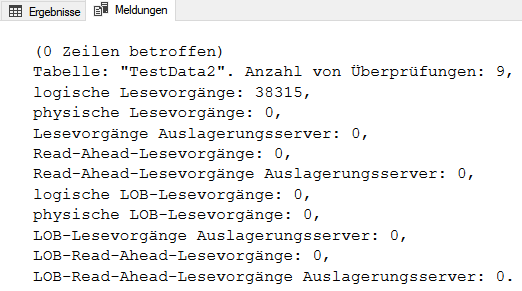 Ergebnisse Meldungen
(0 Zeilen betroffen)
Tabelle: "TestData2". Anzahl von Überprüfungen: 9,
logische Lesevorgänge: 38315,
physische Lesevorgänge: 0,
Lesevorgänge Auslagerungsserver: 0,
Read-Ahead-Lesevorgänge: 0,
Read-Ahead-Lesevorgänge Auslagerungsserver: 0,
logische LOB-Lesevorgänge: 0,
physische LOB-Lesevorgänge: 0,
LOB-Lesevorgänge Auslagerungsserver: 0,
LOB-Read-Ahead-Lesevorgänge: 0,
LOB-Read-Ahead-Lesevorgänge Auslagerungsserver: 0.